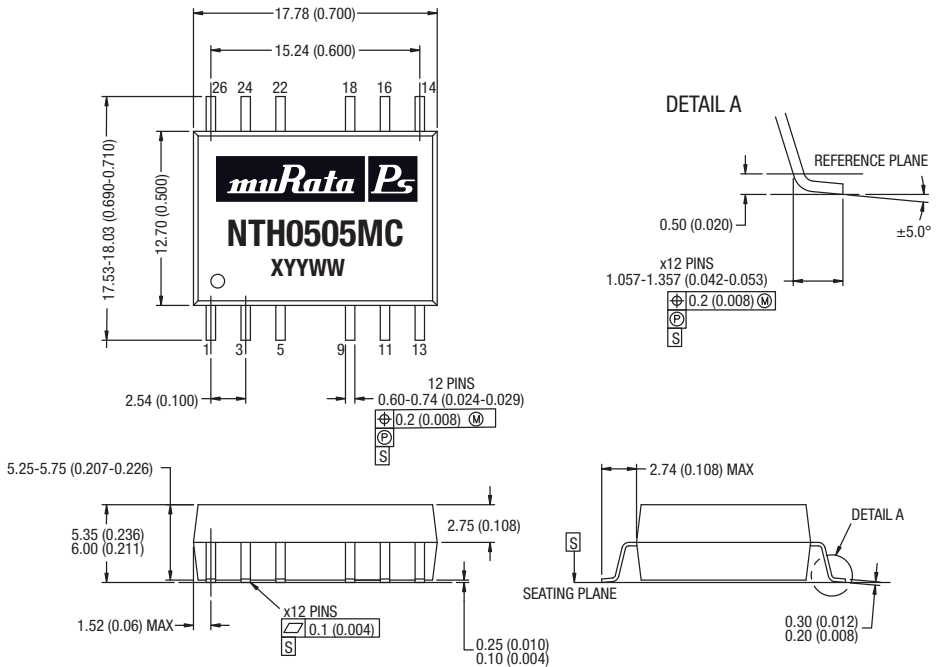 17.78 (0.700)
15.24 (0.600)
26 24 22 18 16 14
17.53-18.03 (0.690-0.710)
12.70 (0.500)
muRata Ps
NTH0505MC
XYYWW
1 3 5 9 11 13
2.54 (0.100)
12 PINS
0.60-0.74 (0.024-0.029)
0.2 (0.008) M
P
S
DETAIL A
REFERENCE PLANE
0.50 (0.020)
±5.0°
x12 PINS
1.057-1.357 (0.042-0.053)
0.2 (0.008) M
P
S
5.25-5.75 (0.207-0.226)
5.35 (0.236)
6.00 (0.211)
2.75 (0.108)
1.52 (0.06) MAX
x12 PINS
0.1 (0.004)
S
0.25 (0.010)
0.10 (0.004)
2.74 (0.108) MAX
DETAIL A
S
SEATING PLANE
0.30 (0.012)
0.20 (0.008)